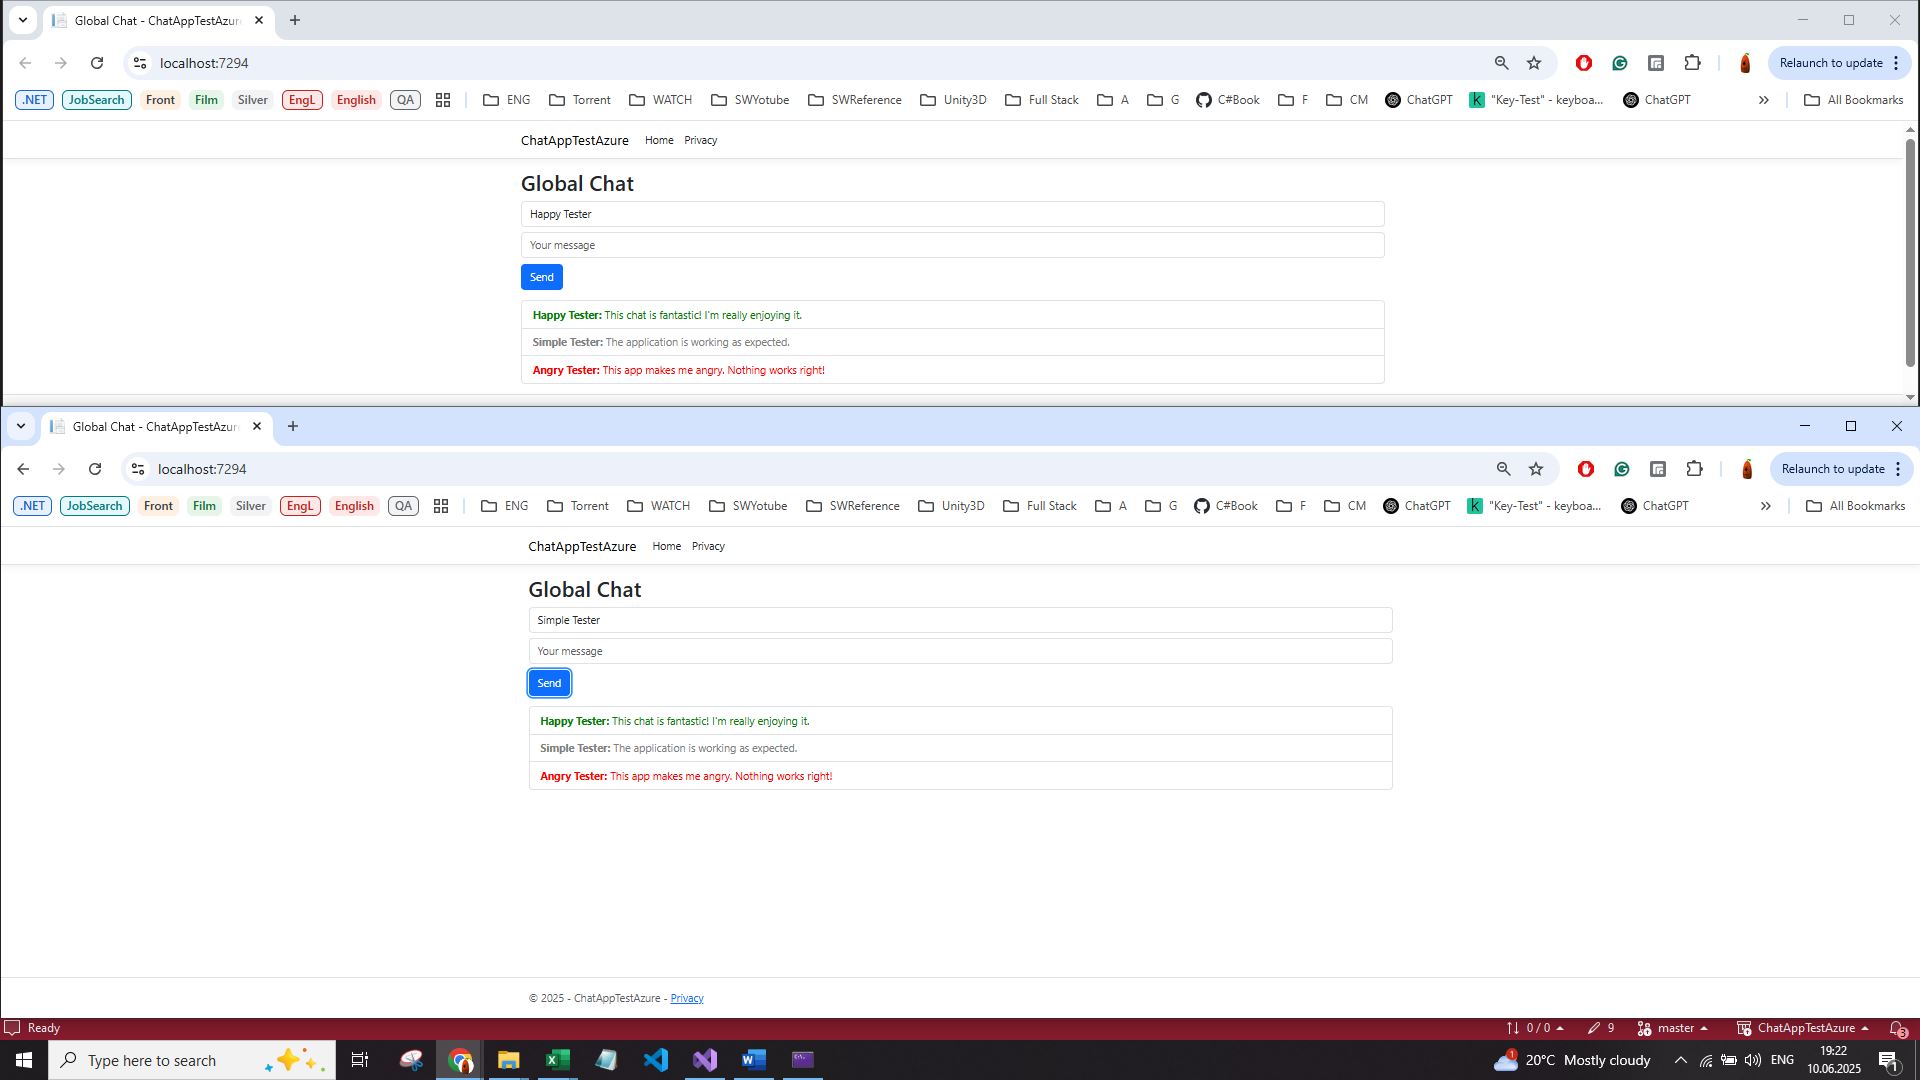 Global Chat - ChatAppTestAzure
localhost:7294
Relaunch to update
.NET JobSearch Front Film Silver EngL English QA ENG Torrent WATCH SWYotube SWReference Unity3D Full Stack A G C#Book F CM ChatGPT "Key-Test" - keyboa... ChatGPT All Bookmarks
ChatAppTestAzure Home Privacy
Global Chat
Happy Tester
Your message
Send
Happy Tester: This chat is fantastic! I'm really enjoying it.
Simple Tester: The application is working as expected.
Angry Tester: This app makes me angry. Nothing works right!
Global Chat - ChatAppTestAzure
localhost:7294
Relaunch to update
.NET JobSearch Front Film Silver EngL English QA ENG Torrent WATCH SWYotube SWReference Unity3D Full Stack A G C#Book F CM ChatGPT "Key-Test" - keyboa... ChatGPT All Bookmarks
ChatAppTestAzure Home Privacy
Global Chat
Simple Tester
Your message
Send
Happy Tester: This chat is fantastic! I'm really enjoying it.
Simple Tester: The application is working as expected.
Angry Tester: This app makes me angry. Nothing works right!
© 2025 - ChatAppTestAzure - Privacy
Ready 0 / 0 9 master ChatAppTestAzure 3
Type here to search 1 20°C Mostly cloudy ENG 19:22 1
10.06.2025